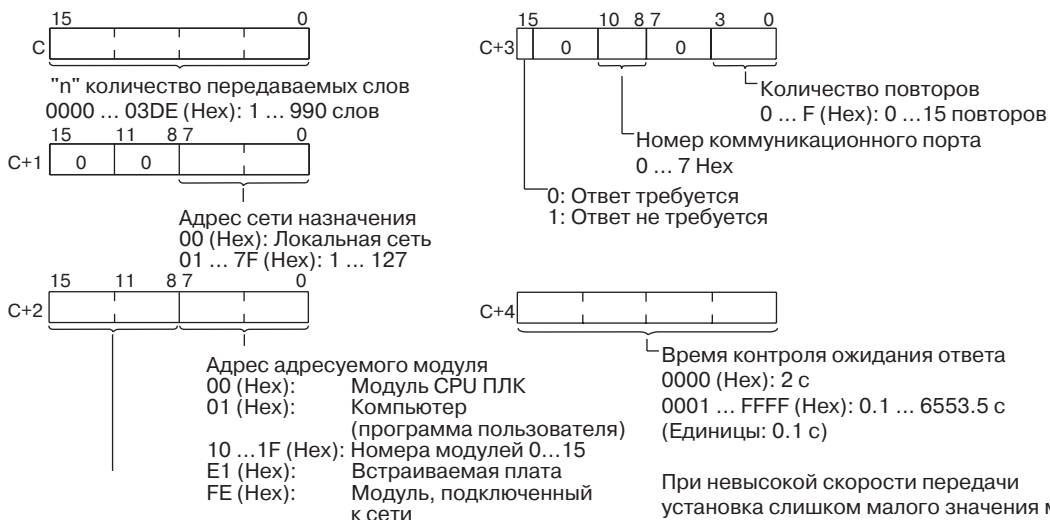 15 0
C
"n" количество передаваемых слов
0000 … 03DE (Hex): 1 … 990 слов
15 11 8 7 0
C+1 0 0
Адрес сети назначения
00 (Hex): Локальная сеть
01 … 7F (Hex): 1 … 127
15 11 8 7 0
C+2
Адрес адресуемого модуля
00 (Hex): Модуль CPU ПЛК
01 (Hex): Компьютер
(программа пользователя)
10 …1F (Hex): Номера модулей 0…15
E1 (Hex): Встраиваемая плата
FE (Hex): Модуль, подключенный
к сети
15 10 8 7 3 0
C+3 0 0
Количество повторов
0 … F (Hex): 0 …15 повторов
Номер коммуникационного порта
0 … 7 Hex
0: Ответ требуется
1: Ответ не требуется
C+4
Время контроля ожидания ответа
0000 (Hex): 2 с
0001 … FFFF (Hex): 0.1 … 6553.5 с
(Единицы: 0.1 с)
При невысокой скорости передачи
установка слишком малого значения